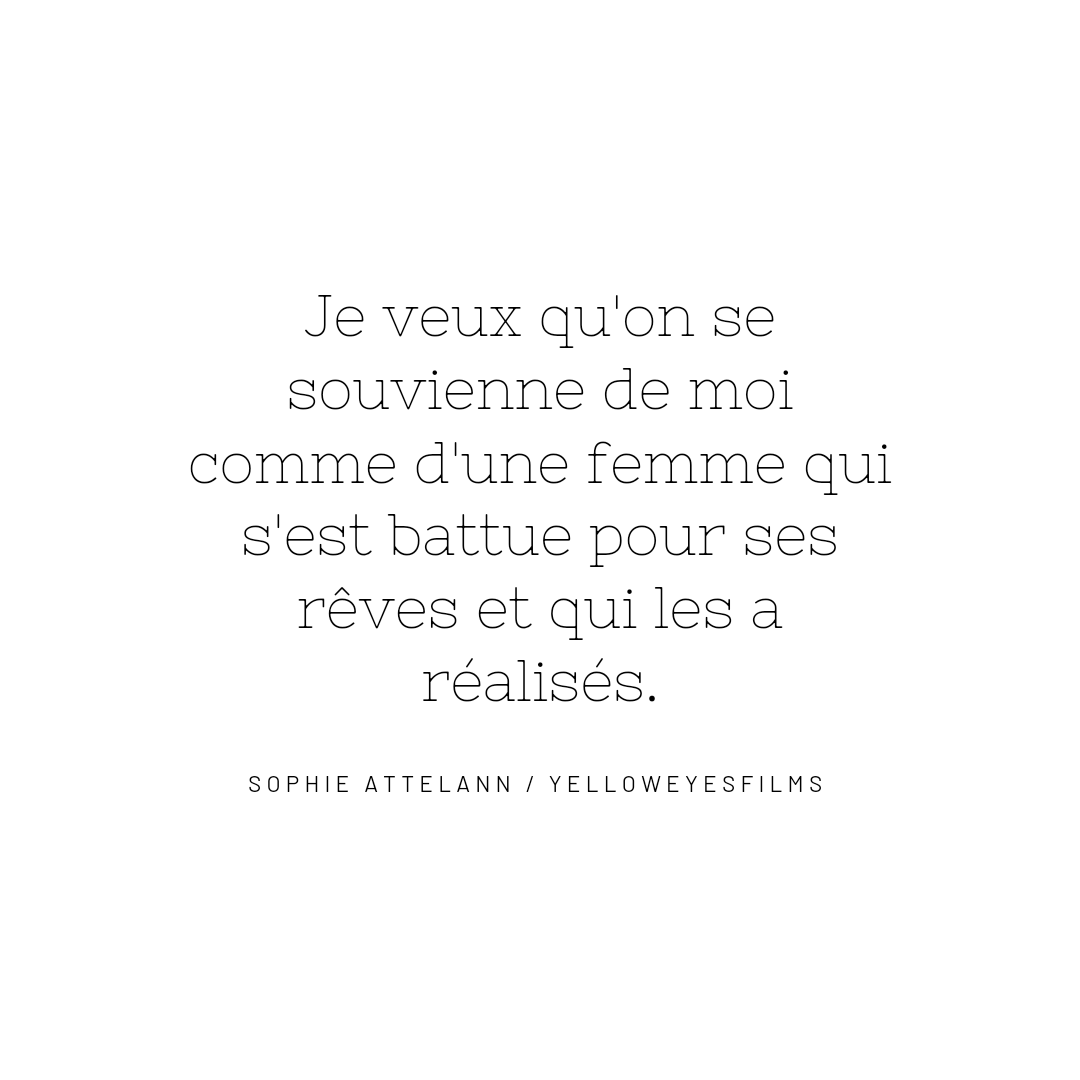 Je veux qu'on se
souvienne de moi
comme d'une femme qui
s'est battue pour ses
rêves et qui les a
réalisés.
SOPHIE ATTELANN / YELLOWEYESFILMS